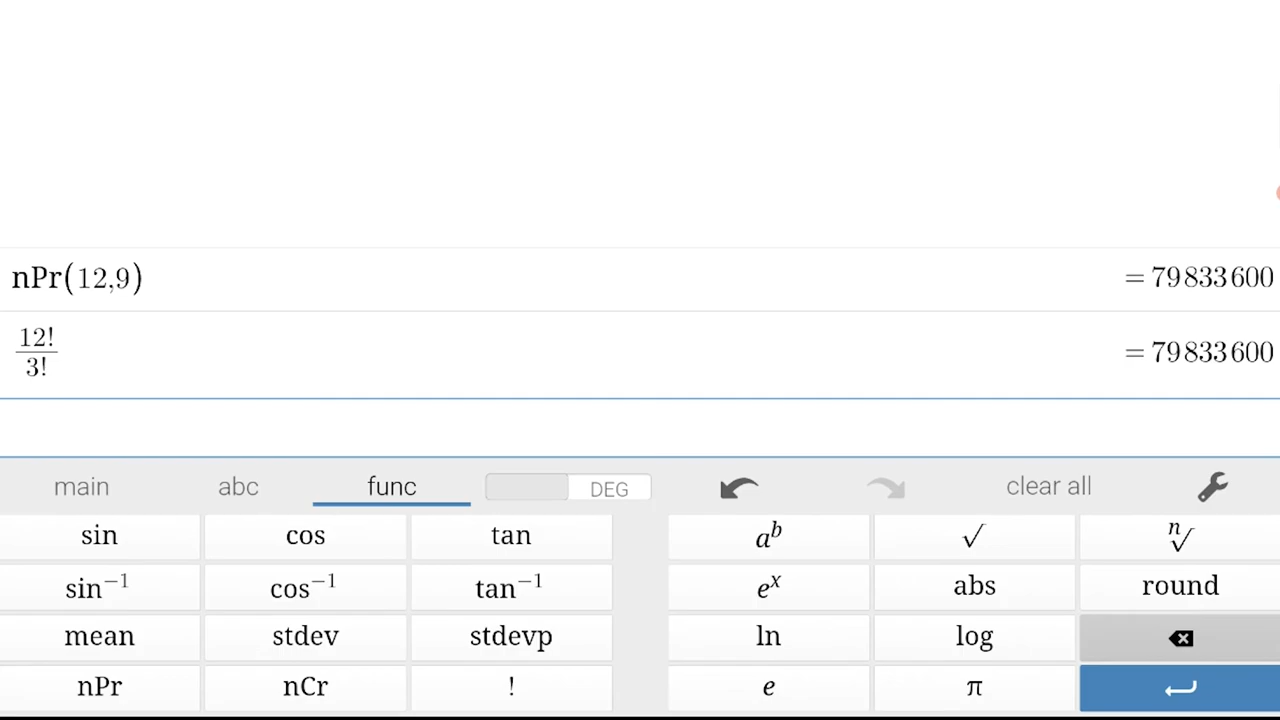 nPr(12,9) = 79833600
12!/3! = 79833600
main abc func DEG clear all
sin cos tan a^b √ ⁿ√
sin⁻¹ cos⁻¹ tan⁻¹ eˣ abs round
mean stdev stdevp ln log
nPr nCr ! e π